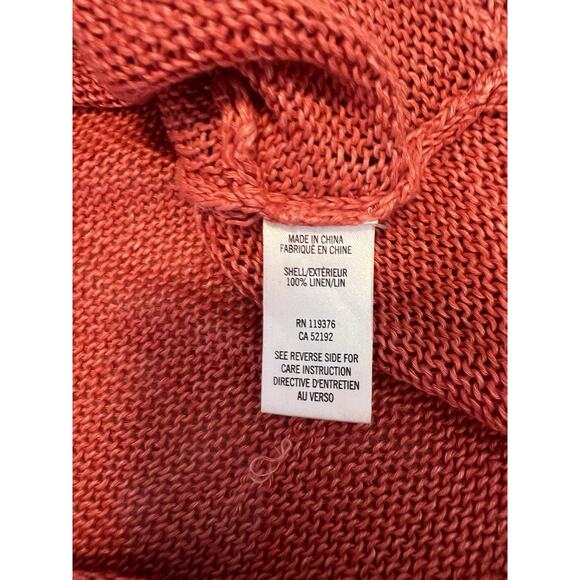 MADE IN CHINA
FABRIQUÉ EN CHINE
SHELL/EXTÉRIEUR
100% LINEN/LIN
RN 119376
CA 52192
SEE REVERSE SIDE FOR
CARE INSTRUCTION
DIRECTIVE D'ENTRETIEN
AU VERSO